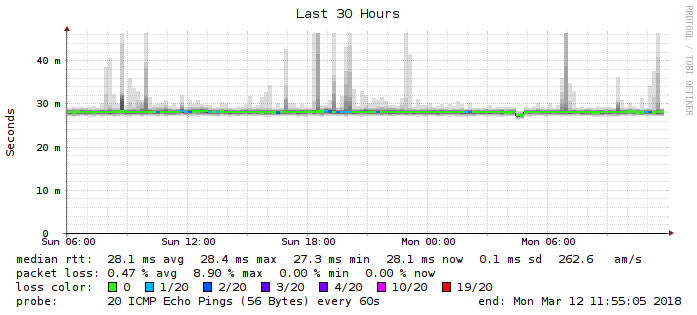 Last 30 Hours
RRDTOOL / TOBI OETIKER
Seconds
40 m
30 m
20 m
10 m
0
Sun 06:00 Sun 12:00 Sun 18:00 Mon 00:00 Mon 06:00
median rtt: 28.1 ms avg 28.4 ms max 27.3 ms min 28.1 ms now 0.1 ms sd 262.6 am/s
packet loss: 0.47 % avg 8.90 % max 0.00 % min 0.00 % now
loss color: 0 1/20 2/20 3/20 4/20 10/20 19/20
probe: 20 ICMP Echo Pings (56 Bytes) every 60s end: Mon Mar 12 11:55:05 2018